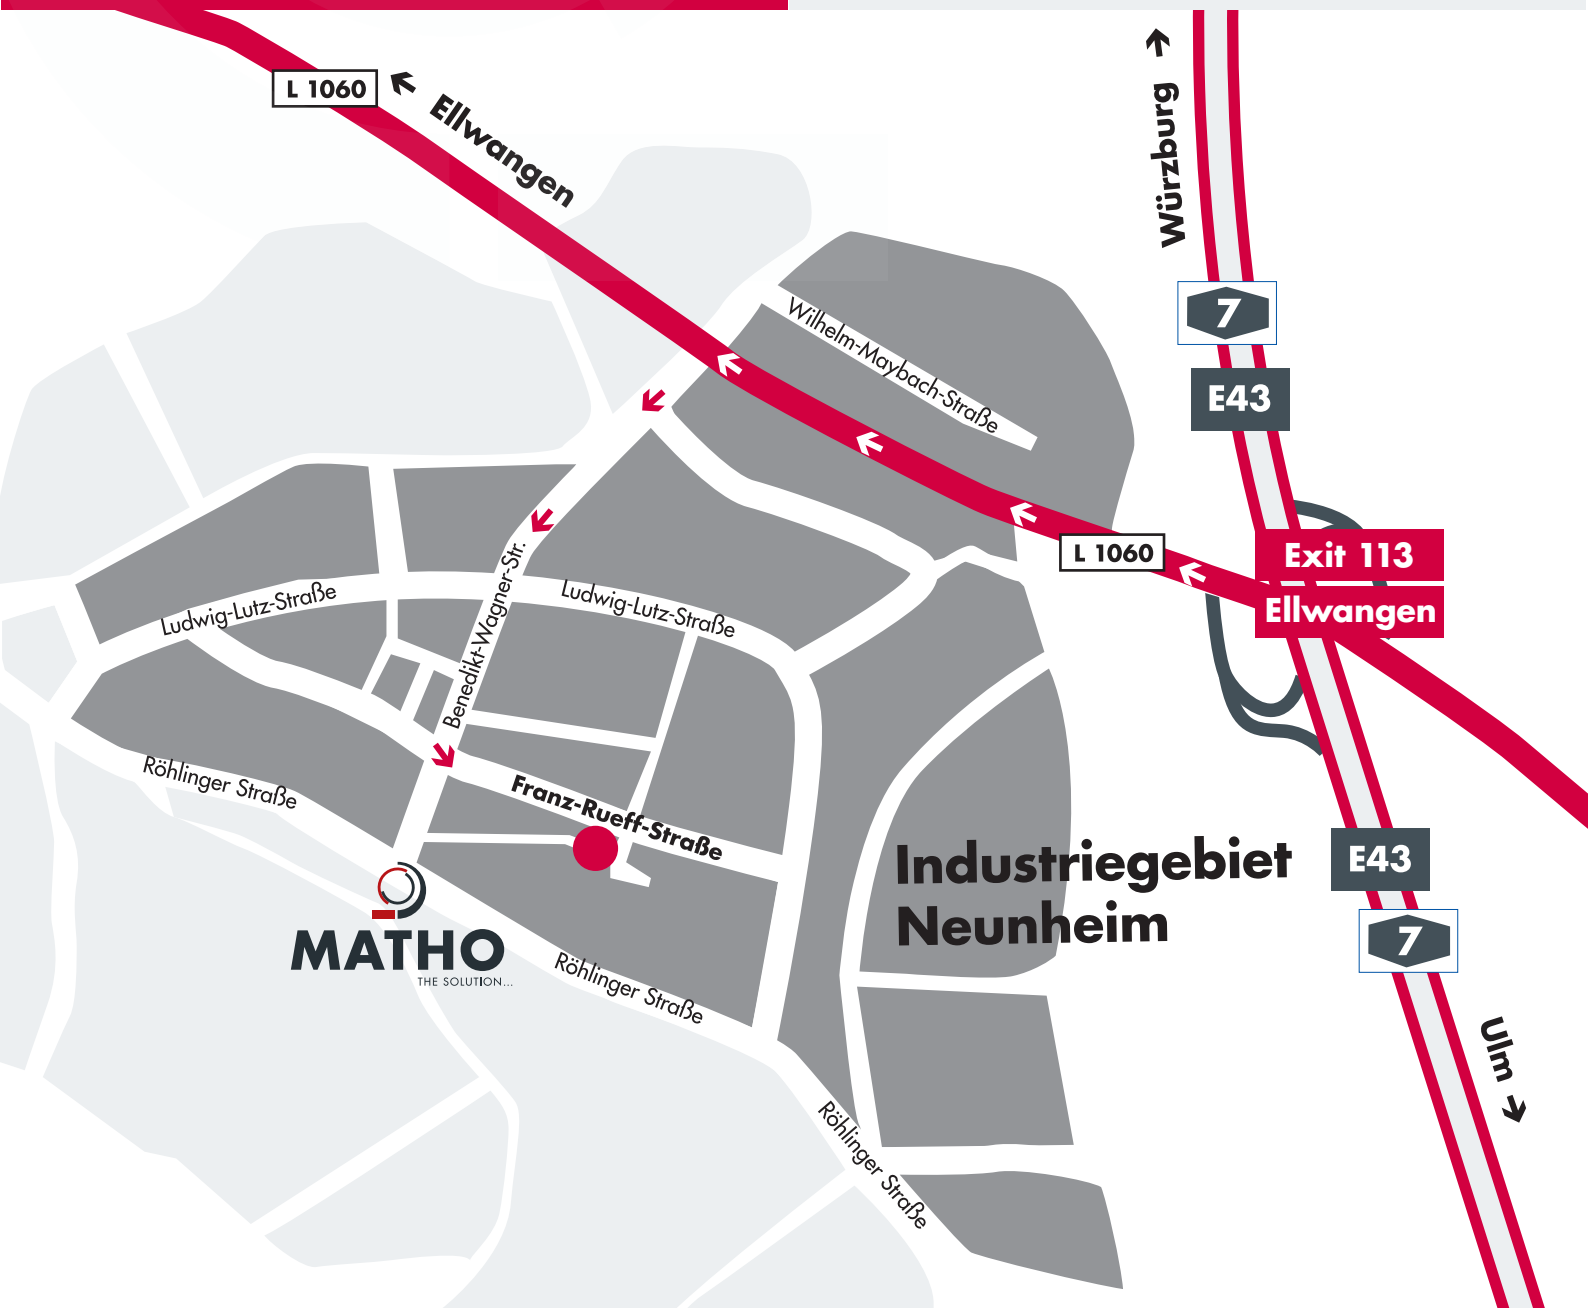 L 1060
Ellwangen
Würzburg
7
E43
Wilhelm-Maybach-Straße
L 1060
Exit 113
Ellwangen
Benedikt-Wagner-Str.
Ludwig-Lutz-Straße
Ludwig-Lutz-Straße
Röhlinger Straße
Franz-Rueff-Straße
Industriegebiet
Neunheim
E43
7
MATHO
THE SOLUTION...
Röhlinger Straße
Ulm
Röhlinger Straße